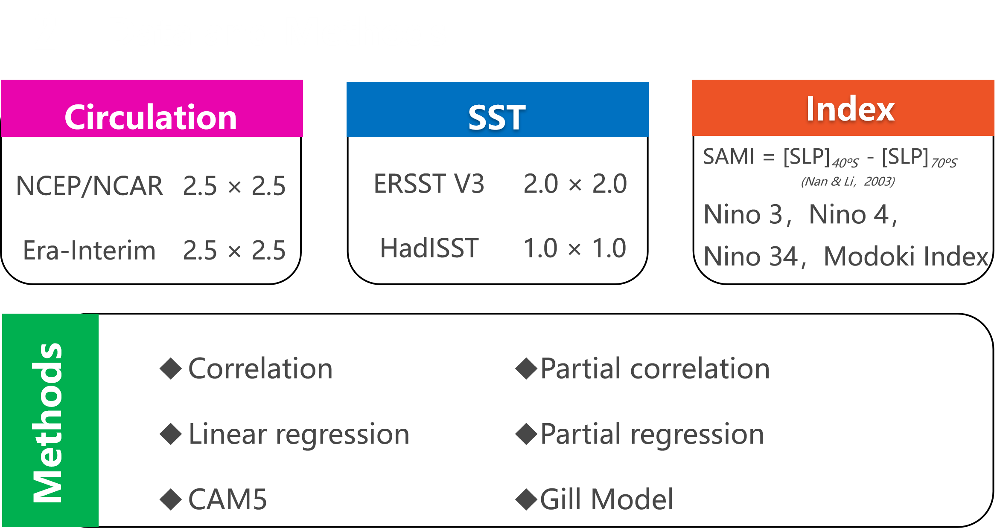 Circulation
NCEP/NCAR 2.5 × 2.5
Era-Interim 2.5 × 2.5
SST
ERSST V3 2.0 × 2.0
HadISST 1.0 × 1.0
Index
SAMI = [SLP]40°S - [SLP]70°S
(Nan & Li，2003)
Nino 3，Nino 4，
Nino 34，Modoki Index
Methods
◆ Correlation
◆ Partial correlation
◆ Linear regression
◆ Partial regression
◆ CAM5
◆ Gill Model